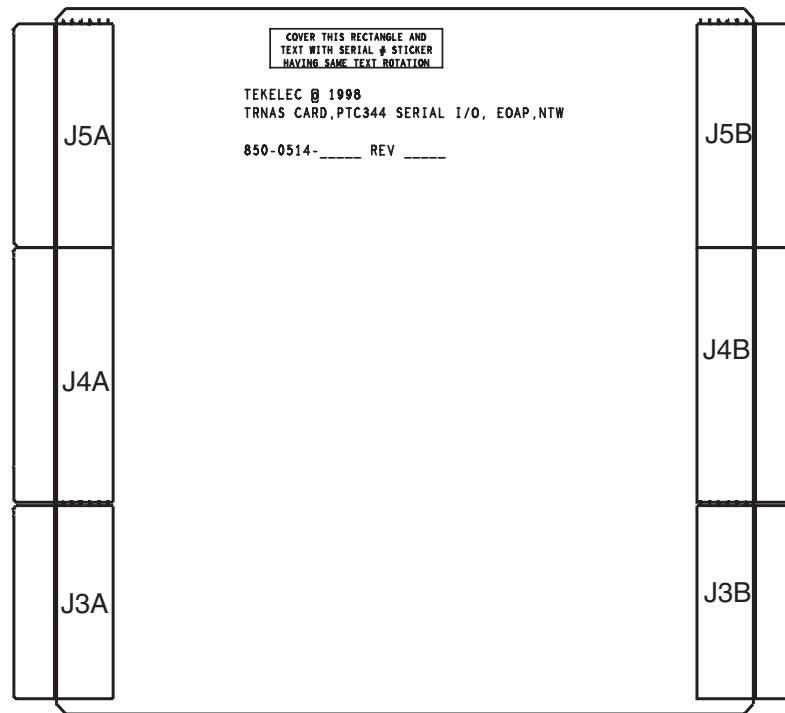 COVER THIS RECTANGLE AND
TEXT WITH SERIAL # STICKER
HAVING SAME TEXT ROTATION
TEKELEC @ 1998
TRNAS CARD,PTC344 SERIAL I/O, EOAP,NTW
850-0514-_____ REV _____
J5A
J5B
J4A
J4B
J3A
J3B